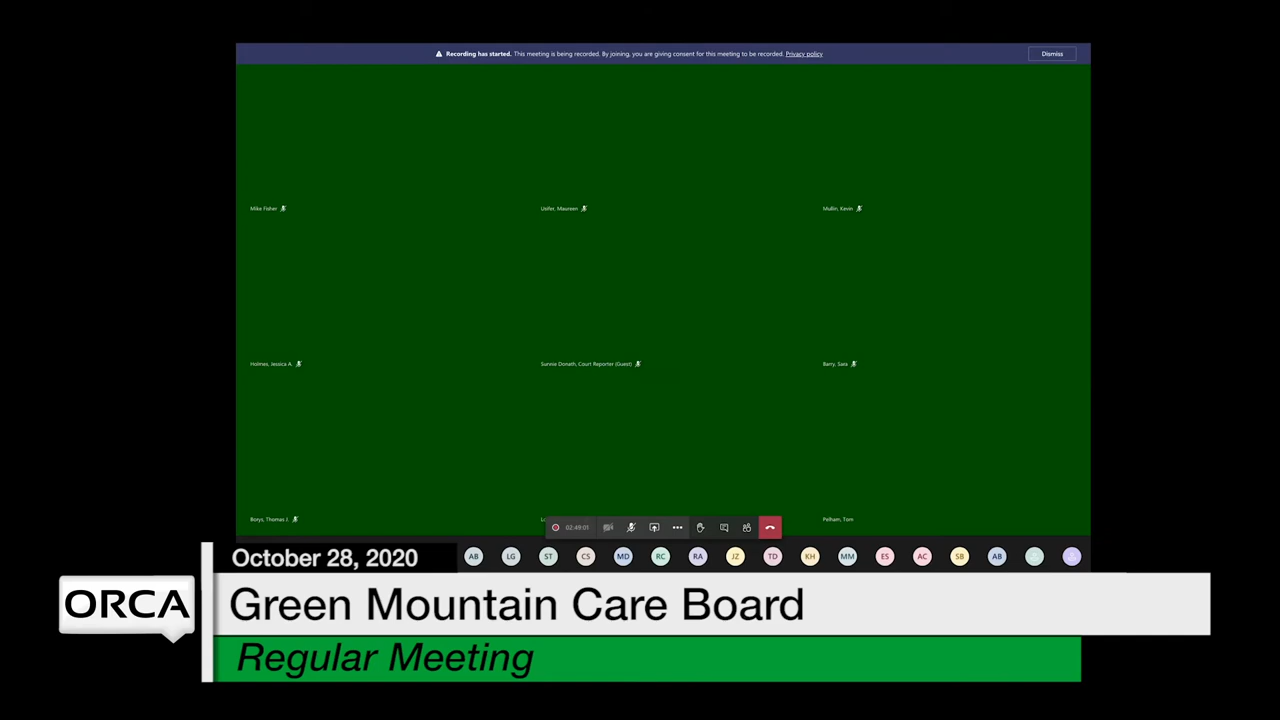 Recording has started. This meeting is being recorded. By joining, you are giving consent for this meeting to be recorded. Privacy policy
Dismiss
Mike Fisher
Usifer, Maureen
Mullin, Kevin
Holmes, Jessica A.
Sunnie Donath, Court Reporter (Guest)
Barry, Sara
Borys, Thomas J.
02:49:01
Pelham, Tom
October 28, 2020
AB LG ST CS MD RC RA JZ TD KH MM ES AC SB AB
ORCA
Green Mountain Care Board
Regular Meeting